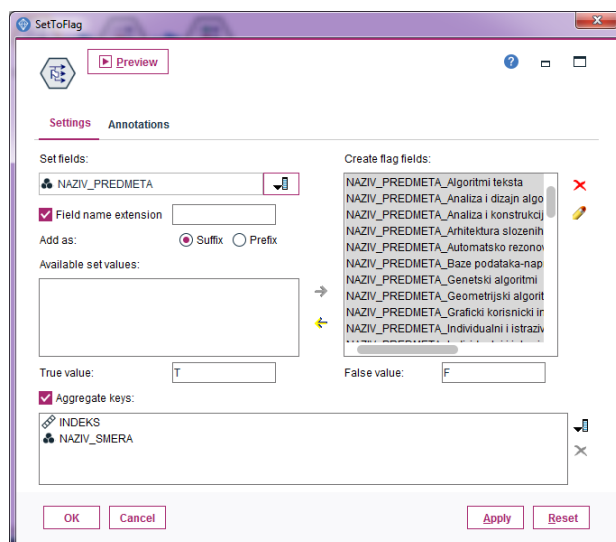 SetToFlag
Preview
Settings Annotations
Set fields:
NAZIV_PREDMETA
Field name extension
Add as: Suffix Prefix
Available set values:
Create flag fields:
NAZIV_PREDMETA_Algoritmi teksta
NAZIV_PREDMETA_Analiza i dizajn algo
NAZIV_PREDMETA_Analiza i konstrukcij
NAZIV_PREDMETA_Arhitektura slozenih
NAZIV_PREDMETA_Automatsko rezonov
NAZIV_PREDMETA_Baze podataka-nap
NAZIV_PREDMETA_Genetski algoritmi
NAZIV_PREDMETA_Geometrijski algorit
NAZIV_PREDMETA_Graficki korisnicki in
NAZIV_PREDMETA_Individualni i istraziv
True value: T
False value: F
Aggregate keys:
INDEKS
NAZIV_SMERA
OK Cancel Apply Reset